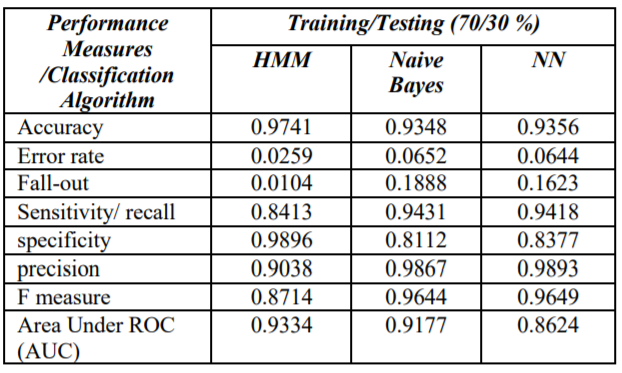 Performance Measures /Classification Algorithm
Training/Testing (70/30 %)
HMM Naive Bayes NN
Accuracy 0.9741 0.9348 0.9356
Error rate 0.0259 0.0652 0.0644
Fall-out 0.0104 0.1888 0.1623
Sensitivity/ recall 0.8413 0.9431 0.9418
specificity 0.9896 0.8112 0.8377
precision 0.9038 0.9867 0.9893
F measure 0.8714 0.9644 0.9649
Area Under ROC (AUC) 0.9334 0.9177 0.8624